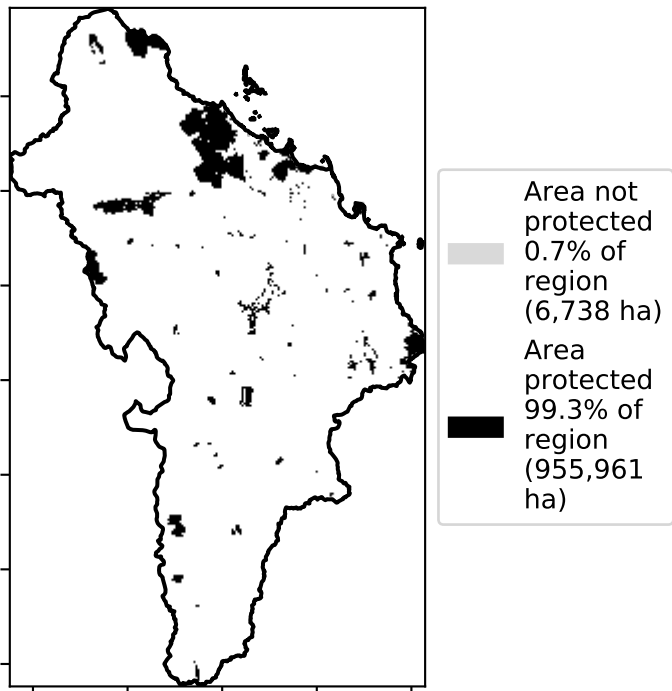 Area not
protected
0.7% of
region
(6,738 ha)
Area
protected
99.3% of
region
(955,961
ha)